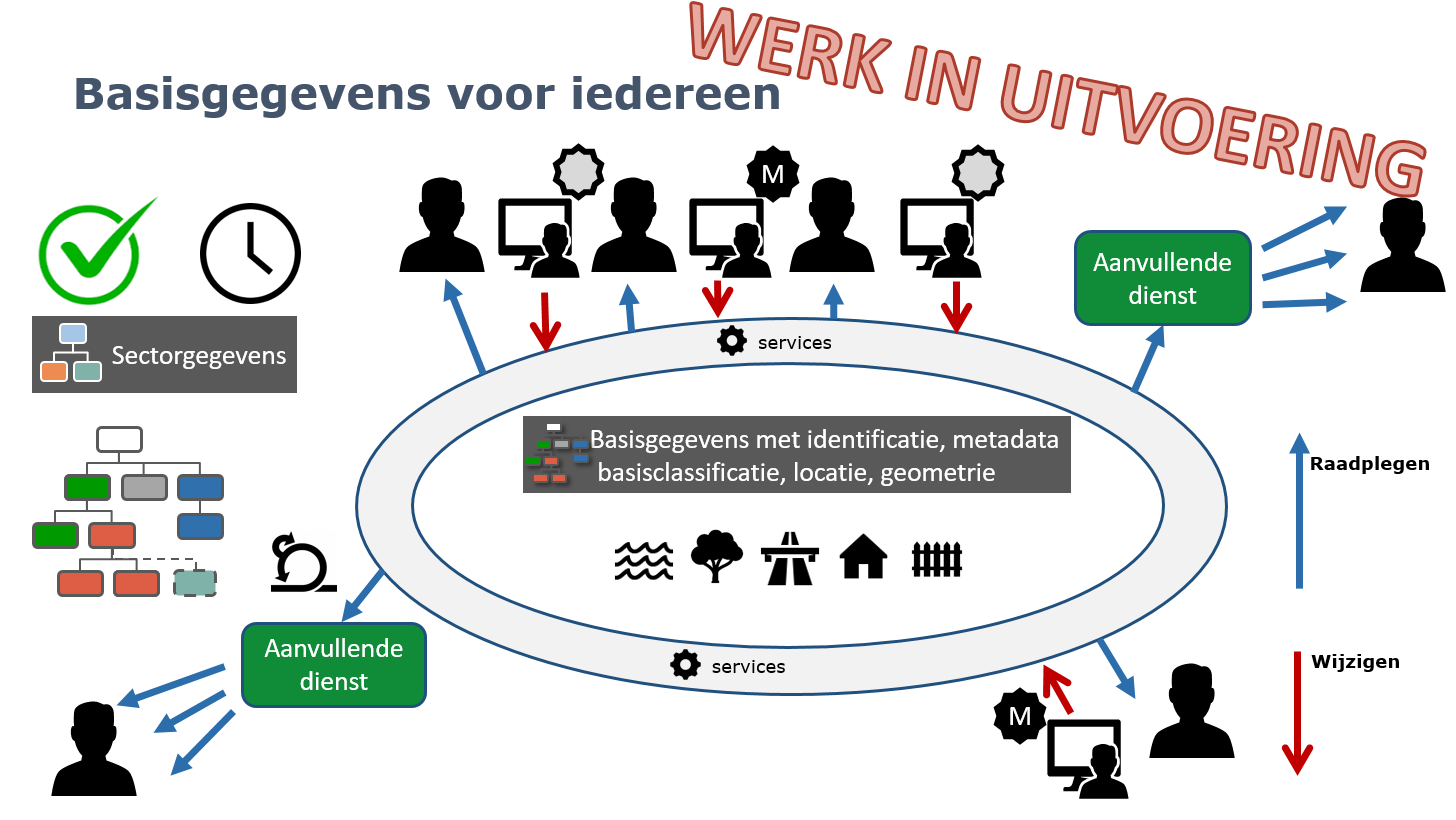 WERK IN UITVOERING
Basisgegevens voor iedereen
M
Aanvullende
dienst
Sectorgegevens
services
Basisgegevens met identificatie, metadata
basisclassificatie, locatie, geometrie
Raadplegen
Aanvullende
dienst
services
Wijzigen
M